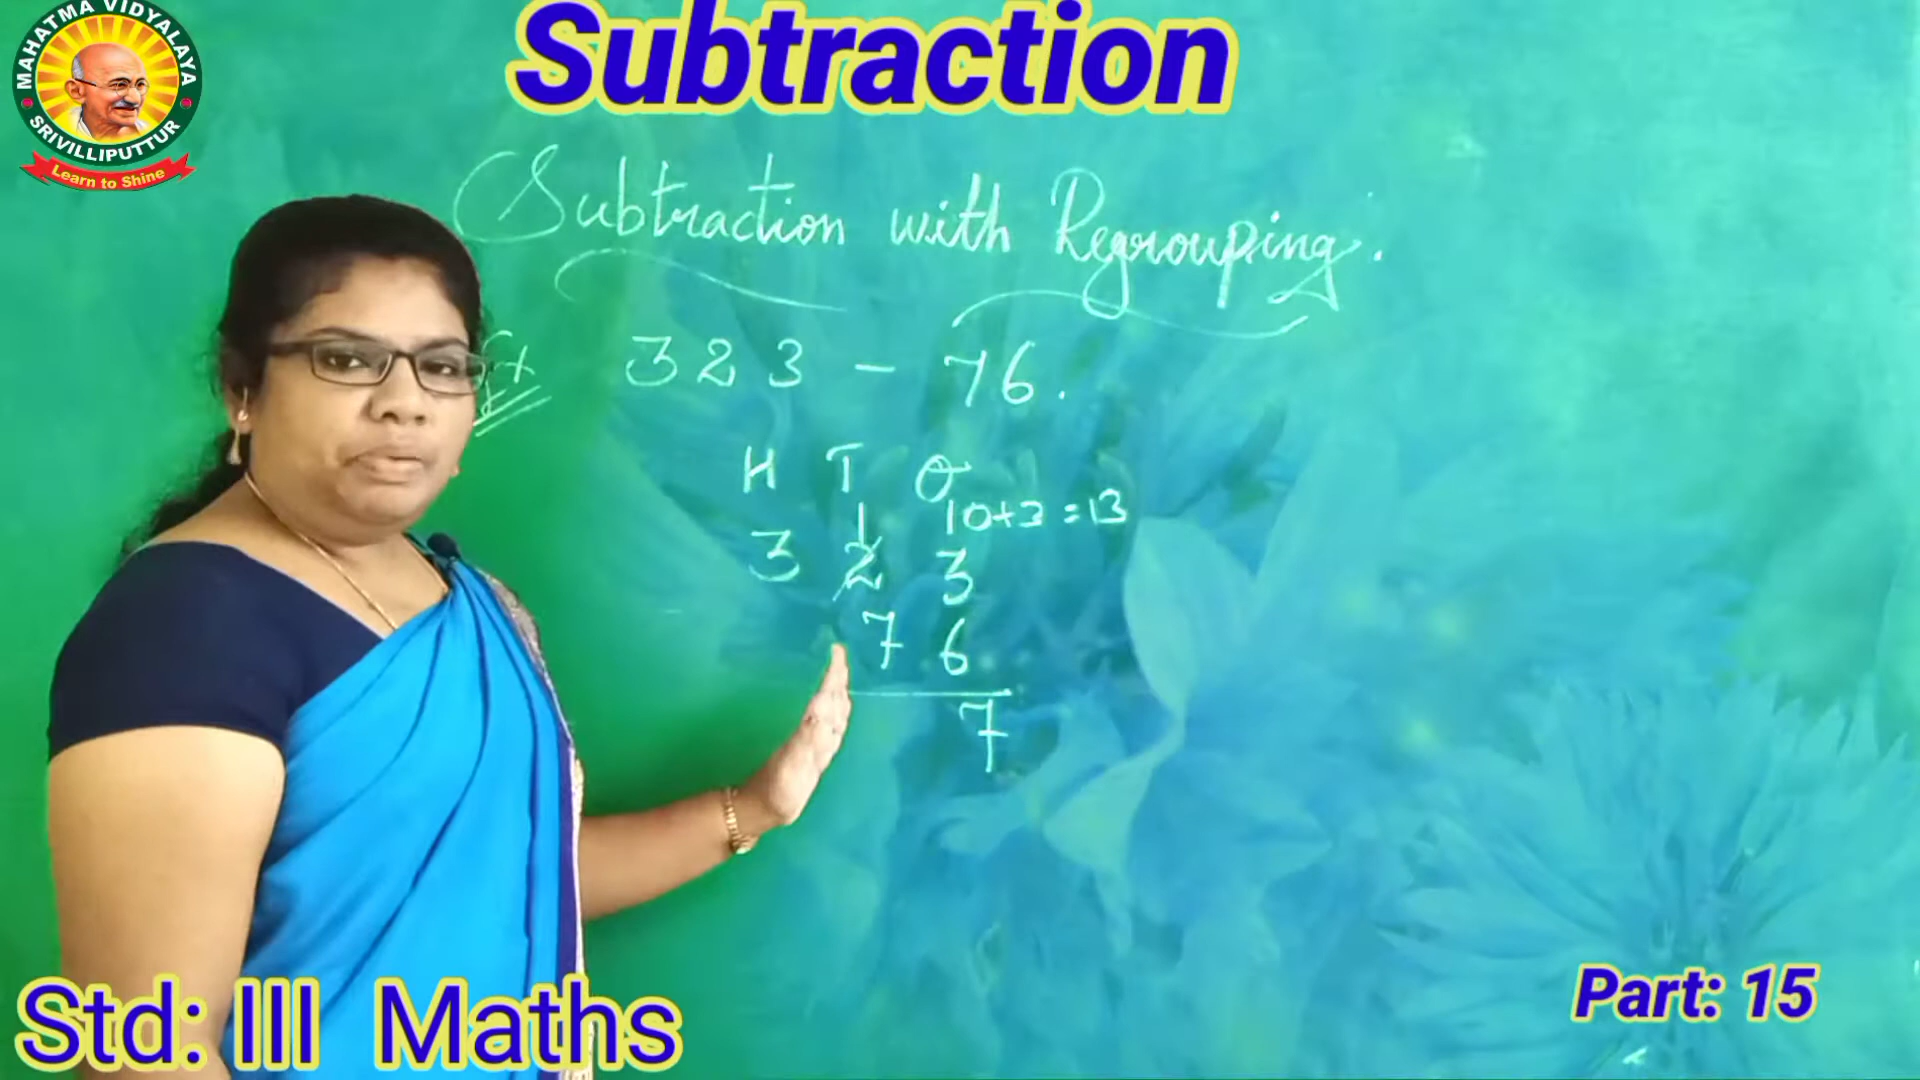 MAHATMA VIDYALAYA
SRIVILLIPUTTUR
Learn to Shine
Subtraction
Subtraction with Regrouping.
Ex 323 - 76.
H T O
1 10+3=13
3 2 3
7 6
7
Std: III Maths
Part: 15